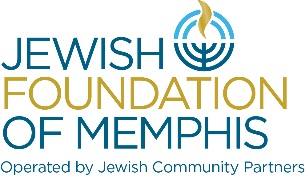 JEWISH
FOUNDATION
OF MEMPHIS
Operated by Jewish Community Partners